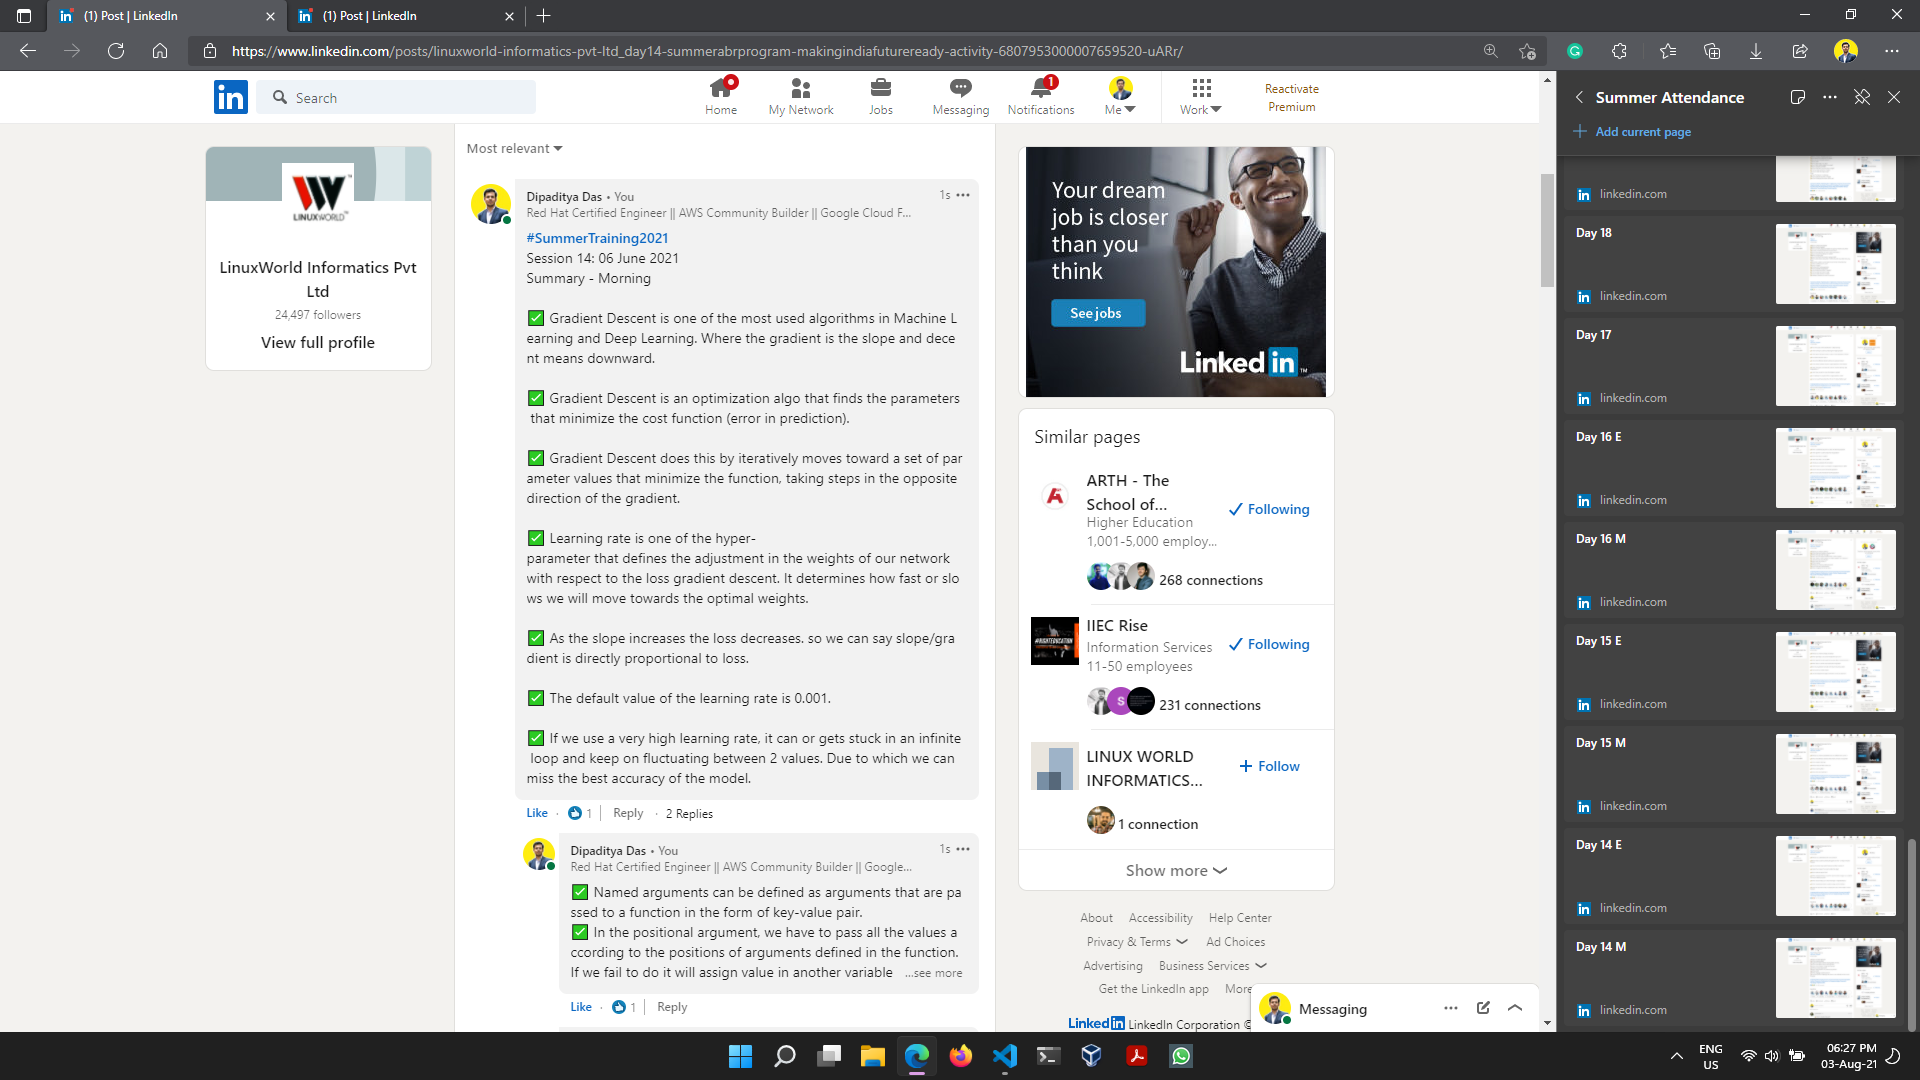 (1) Post | LinkedIn
(1) Post | LinkedIn
https://www.linkedin.com/posts/linuxworld-informatics-pvt-ltd_day14-summerabrprogram-makingindiafutureready-activity-6807953000007659520-uARr/
in
Search
Home
My Network
Jobs
Messaging
1
Notifications
Me
Work
Reactivate
Premium
LINUXWORLD
LinuxWorld Informatics Pvt
Ltd
24,497 followers
View full profile
Most relevant
Dipaditya Das • You
1s
Red Hat Certified Engineer || AWS Community Builder || Google Cloud F...
#SummerTraining2021
Session 14: 06 June 2021
Summary - Morning
✅ Gradient Descent is one of the most used algorithms in Machine L
earning and Deep Learning. Where the gradient is the slope and dece
nt means downward.
✅ Gradient Descent is an optimization algo that finds the parameters
that minimize the cost function (error in prediction).
✅ Gradient Descent does this by iteratively moves toward a set of par
ameter values that minimize the function, taking steps in the opposite
direction of the gradient.
✅ Learning rate is one of the hyper-
parameter that defines the adjustment in the weights of our network
with respect to the loss gradient descent. It determines how fast or slo
ws we will move towards the optimal weights.
✅ As the slope increases the loss decreases. so we can say slope/gra
dient is directly proportional to loss.
✅ The default value of the learning rate is 0.001.
✅ If we use a very high learning rate, it can or gets stuck in an infinite
loop and keep on fluctuating between 2 values. Due to which we can
miss the best accuracy of the model.
Like · 1 | Reply · 2 Replies
Dipaditya Das • You
1s
Red Hat Certified Engineer || AWS Community Builder || Google...
✅ Named arguments can be defined as arguments that are pa
ssed to a function in the form of key-value pair.
✅ In the positional argument, we have to pass all the values a
ccording to the positions of arguments defined in the function.
If we fail to do it will assign value in another variable ...see more
Like · 1 | Reply
Your dream
job is closer
than you
think
See jobs
Linked in ™
Similar pages
ARTH - The
School of...
Higher Education
1,001-5,000 employ...
Following
268 connections
#RIGHTEDUCATION
IIEC Rise
Information Services
11-50 employees
Following
S
231 connections
LINUX WORLD
INFORMATICS...
Follow
1 connection
Show more
About Accessibility Help Center
Privacy & Terms Ad Choices
Advertising Business Services
Get the LinkedIn app More
Linked in LinkedIn Corporation ©
Messaging
Summer Attendance
Add current page
linkedin.com
Day 18
linkedin.com
Day 17
linkedin.com
Day 16 E
linkedin.com
Day 16 M
linkedin.com
Day 15 E
linkedin.com
Day 15 M
linkedin.com
Day 14 E
linkedin.com
Day 14 M
linkedin.com
ENG
US
06:27 PM
03-Aug-21